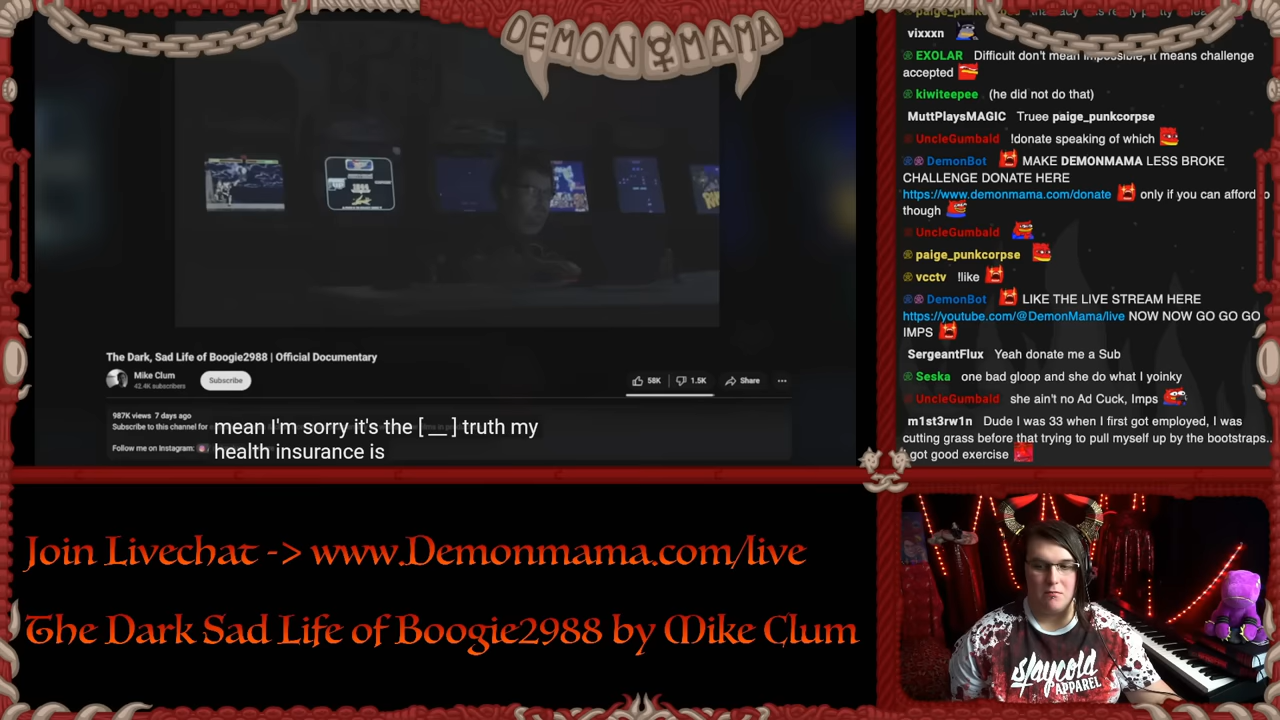 DEMON MAMA
The Dark, Sad Life of Boogie2988 | Official Documentary
Mike Clum
42.4K subscribers
Subscribe
58K
1.5K
Share
987K views 7 days ago
Subscribe to this channel for
Follow me on Instagram:
mean I'm sorry it's the [ __ ] truth my
health insurance is
vixxxn
EXOLAR Difficult don't mean impossible, it means challenge
accepted
kiwiteepee (he did not do that)
MuttPlaysMAGIC Truee paige_punkcorpse
UncleGumbald !donate speaking of which
DemonBot MAKE DEMONMAMA LESS BROKE
CHALLENGE DONATE HERE
https://www.demonmama.com/donate only if you can afford to
though
UncleGumbald
paige_punkcorpse
vcctv !like
DemonBot LIKE THE LIVE STREAM HERE
https://youtube.com/@DemonMama/live NOW NOW GO GO GO
IMPS
SergeantFlux Yeah donate me a Sub
Seska one bad gloop and she do what I yoinky
UncleGumbald she ain't no Ad Cuck, Imps
m1st3rw1n Dude I was 33 when I first got employed, I was
cutting grass before that trying to pull myself up by the bootstraps..
I got good exercise
Join Livechat -> www.Demonmama.com/live
The Dark Sad Life of Boogie2988 by Mike Clum
staycold
APPAREL